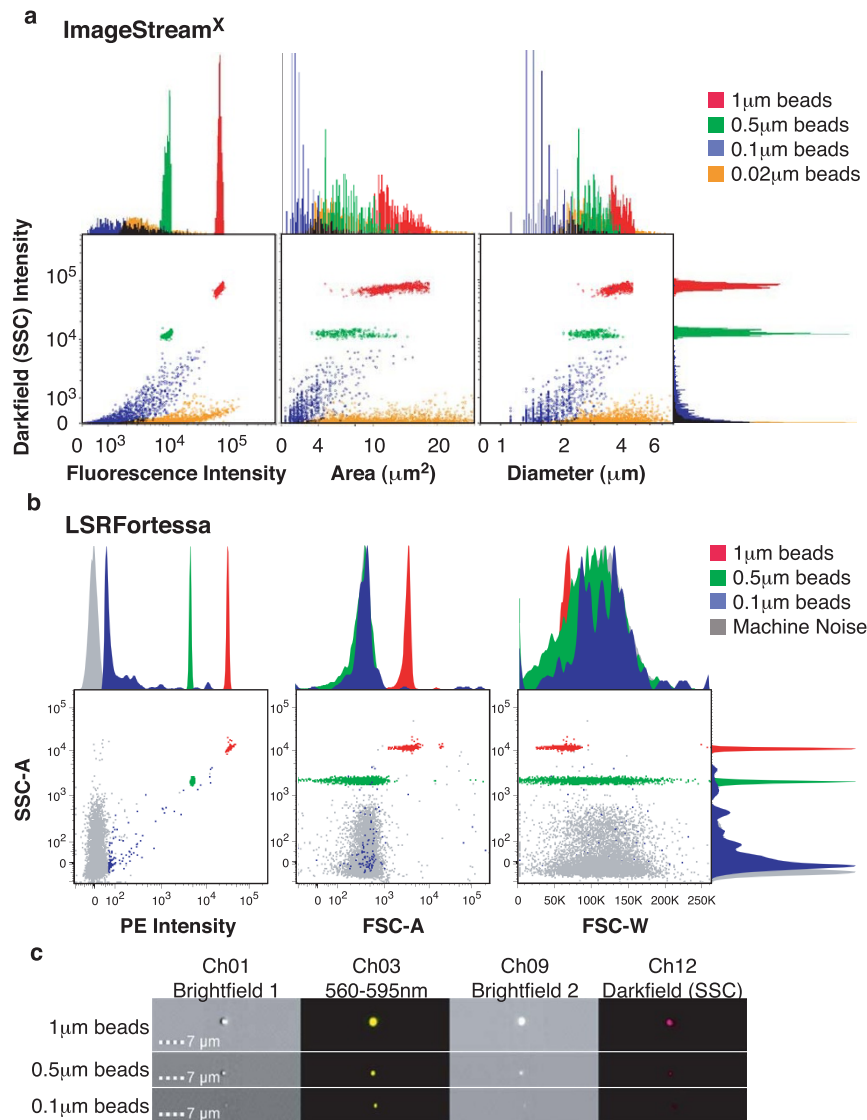 a
ImageStreamX
1μm beads
0.5μm beads
0.1μm beads
0.02μm beads
Darkfield (SSC) Intensity
10^5
10^4
10^3
0
0 10^3 10^4 10^5
0 4 10 20
0 1 2 4 6
Fluorescence Intensity
Area (μm²)
Diameter (μm)
b
LSRFortessa
1μm beads
0.5μm beads
0.1μm beads
Machine Noise
SSC-A
10^5
10^4
10^3
10^2
0
10^5
10^4
10^3
10^2
0
10^5
10^4
10^3
10^2
0
0 10^2 10^3 10^4 10^5
0 10^2 10^3 10^4 10^5
0 50K 100K 150K 200K 250K
PE Intensity
FSC-A
FSC-W
c
Ch01 Ch03 Ch09 Ch12
Brightfield 1 560-595nm Brightfield 2 Darkfield (SSC)
1μm beads
7 μm
0.5μm beads
7 μm
0.1μm beads
7 μm